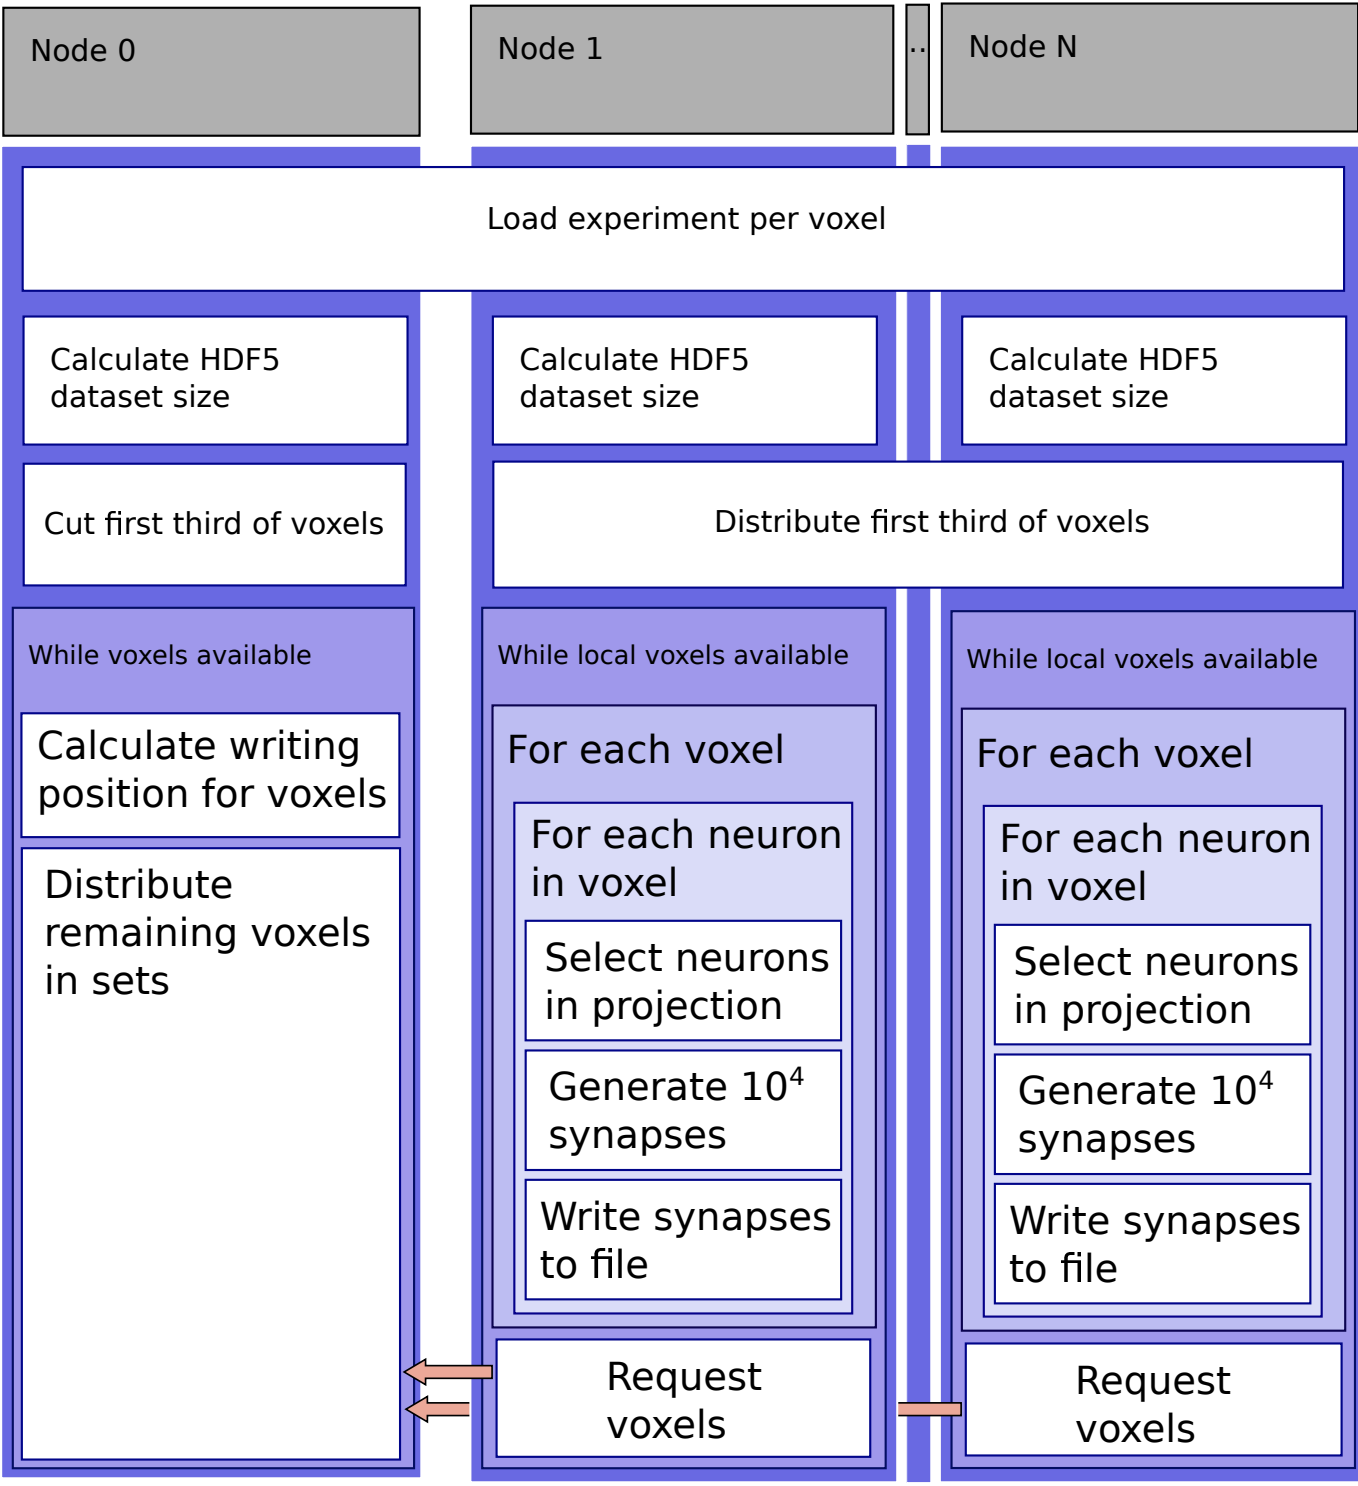 Node 0
Node 1
..
Node N
Load experiment per voxel
Calculate HDF5
dataset size
Calculate HDF5
dataset size
Calculate HDF5
dataset size
Cut first third of voxels
Distribute first third of voxels
While voxels available
Calculate writing
position for voxels
Distribute
remaining voxels
in sets
While local voxels available
For each voxel
For each neuron
in voxel
Select neurons
in projection
Generate 10⁴
synapses
Write synapses
to file
Request
voxels
While local voxels available
For each voxel
For each neuron
in voxel
Select neurons
in projection
Generate 10⁴
synapses
Write synapses
to file
Request
voxels